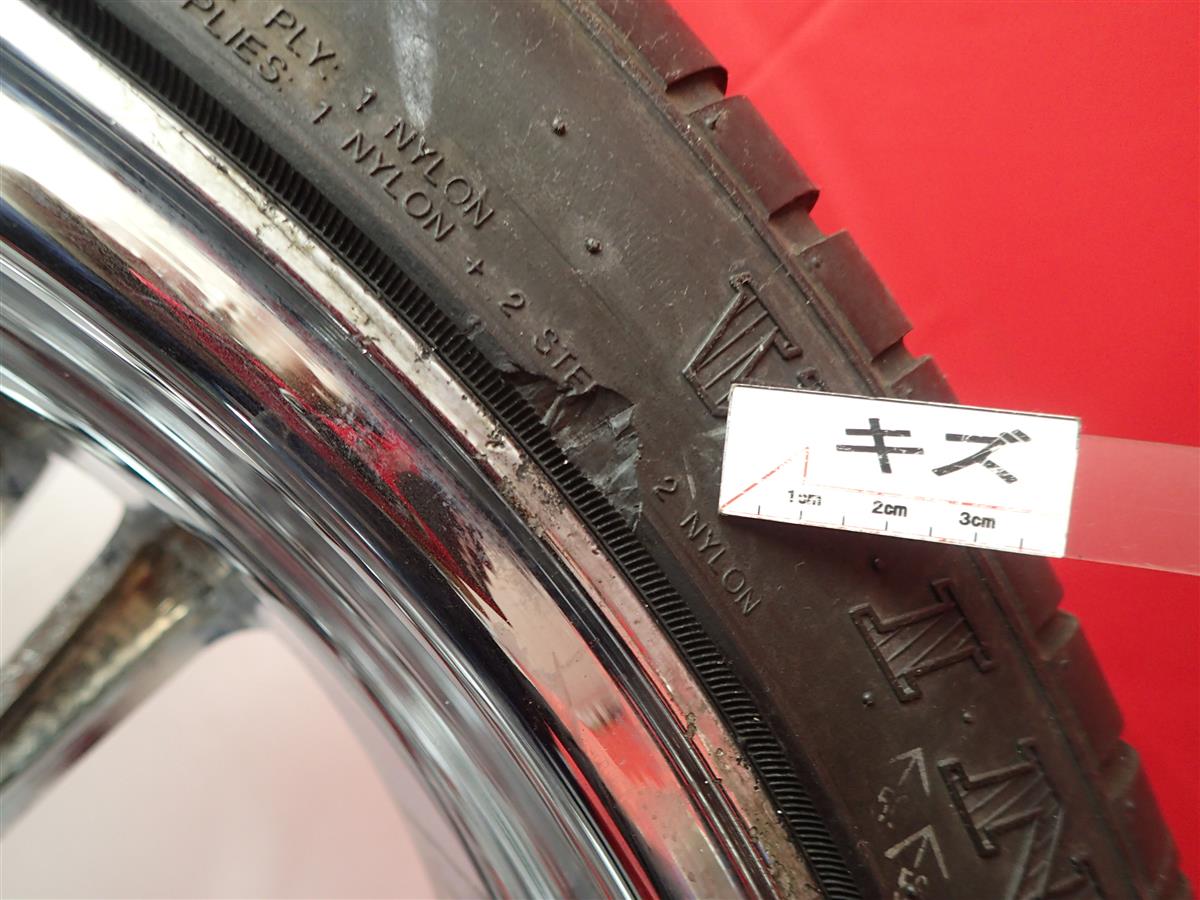 PLY: 1 NYLON
PLIES: 1 NYLON + 2 STE
2 NYLON
キズ
1cm 2cm 3cm